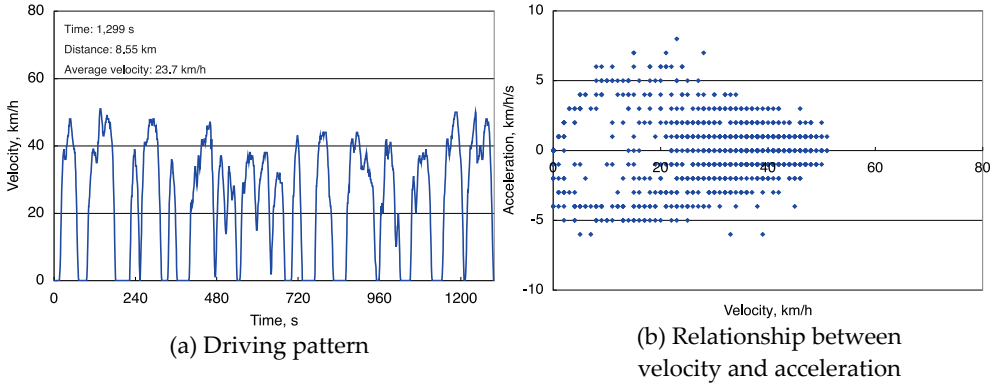 80
60
40
20
0
Velocity, km/h
Time: 1,299 s
Distance: 8.55 km
Average velocity: 23.7 km/h
0 240 480 720 960 1200
Time, s
(a) Driving pattern
10
5
0
-5
-10
Acceleration, km/h/s
0 20 40 60 80
Velocity, km/h
(b) Relationship between
velocity and acceleration